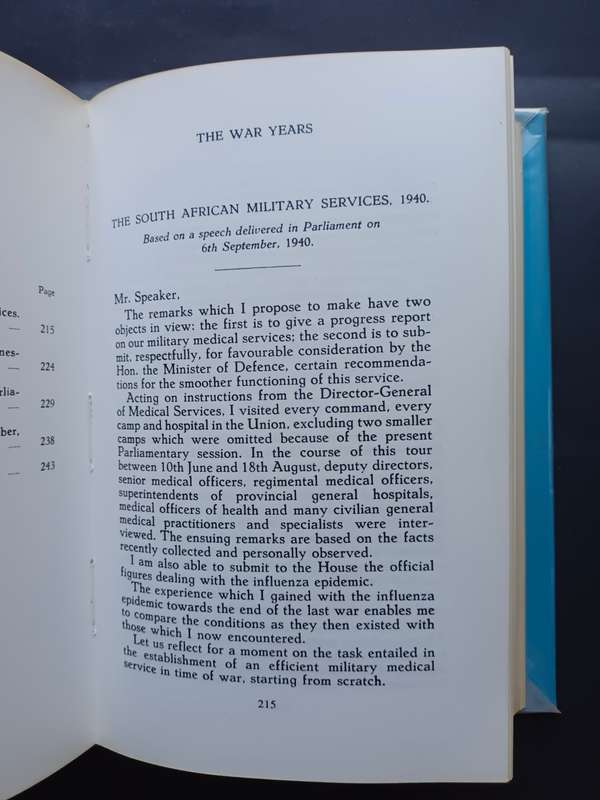 Page
ices.
— 215
nes-
— 224
rlia-
— 229
ber,
— 238
— 243
THE WAR YEARS
THE SOUTH AFRICAN MILITARY SERVICES, 1940.
Based on a speech delivered in Parliament on
6th September, 1940.
Mr. Speaker,
The remarks which I propose to make have two
objects in view: the first is to give a progress report
on our military medical services; the second is to sub-
mit, respectfully, for favourable consideration by the
Hon. the Minister of Defence, certain recommenda-
tions for the smoother functioning of this service.
Acting on instructions from the Director-General
of Medical Services, I visited every command, every
camp and hospital in the Union, excluding two smaller
camps which were omitted because of the present
Parliamentary session. In the course of this tour
between 10th June and 18th August, deputy directors,
senior medical officers, regimental medical officers,
superintendents of provincial general hospitals,
medical officers of health and many civilian general
medical practitioners and specialists were inter-
viewed. The ensuing remarks are based on the facts
recently collected and personally observed.
I am also able to submit to the House the official
figures dealing with the influenza epidemic.
The experience which I gained with the influenza
epidemic towards the end of the last war enables me
to compare the conditions as they then existed with
those which I now encountered.
Let us reflect for a moment on the task entailed in
the establishment of an efficient military medical
service in time of war, starting from scratch.
215